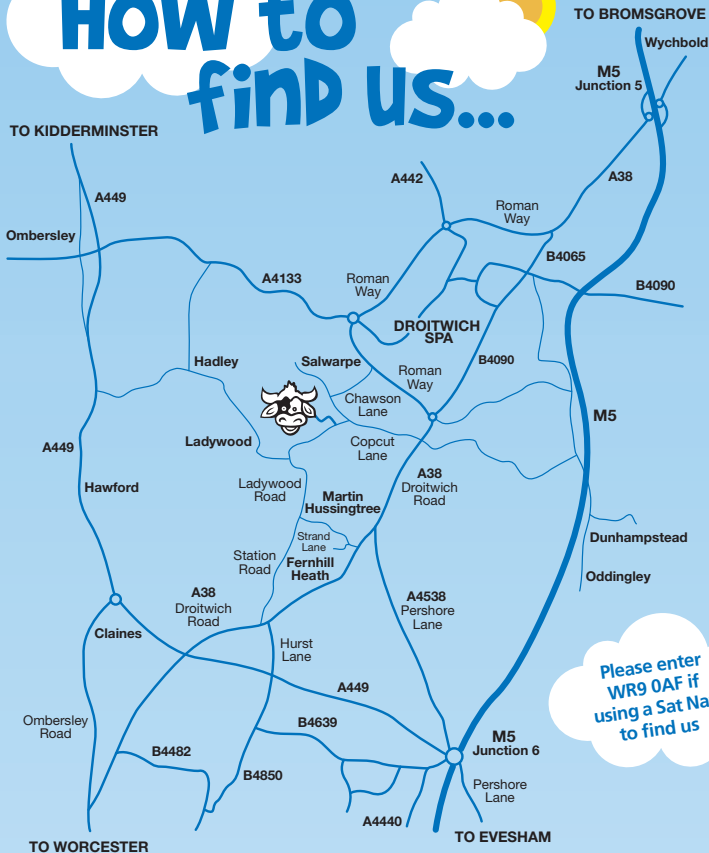 HOW to
find us...
TO BROMSGROVE
Wychbold
M5
Junction 5
TO KIDDERMINSTER
A449
A442
A38
Roman
Way
Ombersley
B4065
A4133
Roman
Way
B4090
DROITWICH
SPA
Hadley
Salwarpe
B4090
Roman
Way
Chawson
Lane
M5
A449
Ladywood
Copcut
Lane
Hawford
Ladywood
Road
A38
Droitwich
Road
Martin
Hussingtree
Strand
Lane
Dunhampstead
Station
Road
Fernhill
Heath
Oddingley
A38
Droitwich
Road
A4538
Pershore
Lane
Claines
Hurst
Lane
Please enter
WR9 0AF if
using a Sat Na
to find us
A449
Ombersley
Road
B4639
M5
Junction 6
B4482
B4850
Pershore
Lane
A4440
TO EVESHAM
TO WORCESTER